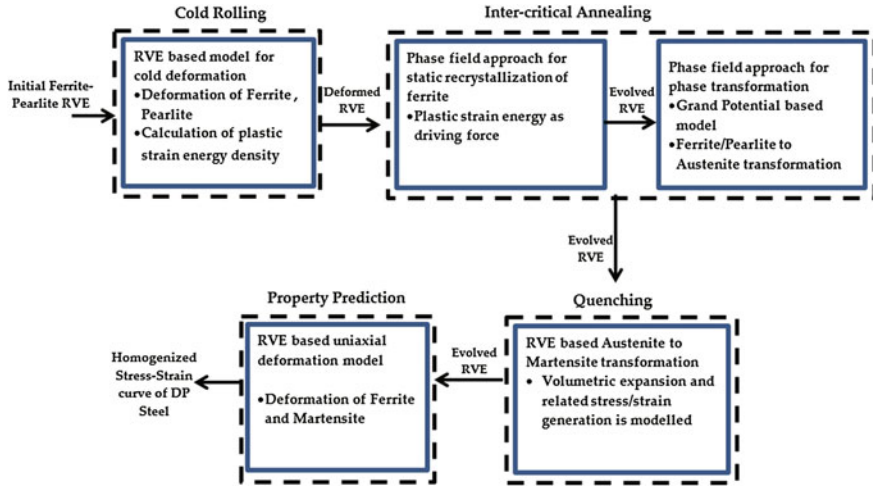 Cold Rolling
Inter-critical Annealing
Initial Ferrite-
Pearlite RVE
RVE based model for
cold deformation
•Deformation of Ferrite,
Pearlite
•Calculation of plastic
strain energy density
Deformed
RVE
Phase field approach for
static recrystallization of
ferrite
•Plastic strain energy as
driving force
Evolved
RVE
Phase field approach for
phase transformation
•Grand Potential based
model
•Ferrite/Pearlite to
Austenite transformation
Evolved
RVE
Property Prediction
Quenching
Homogenized
Stress-Strain
curve of DP
Steel
RVE based uniaxial
deformation model
•Deformation of Ferrite
and Martensite
Evolved
RVE
RVE based Austenite to
Martensite transformation
• Volumetric expansion and
related stress/strain
generation is modelled